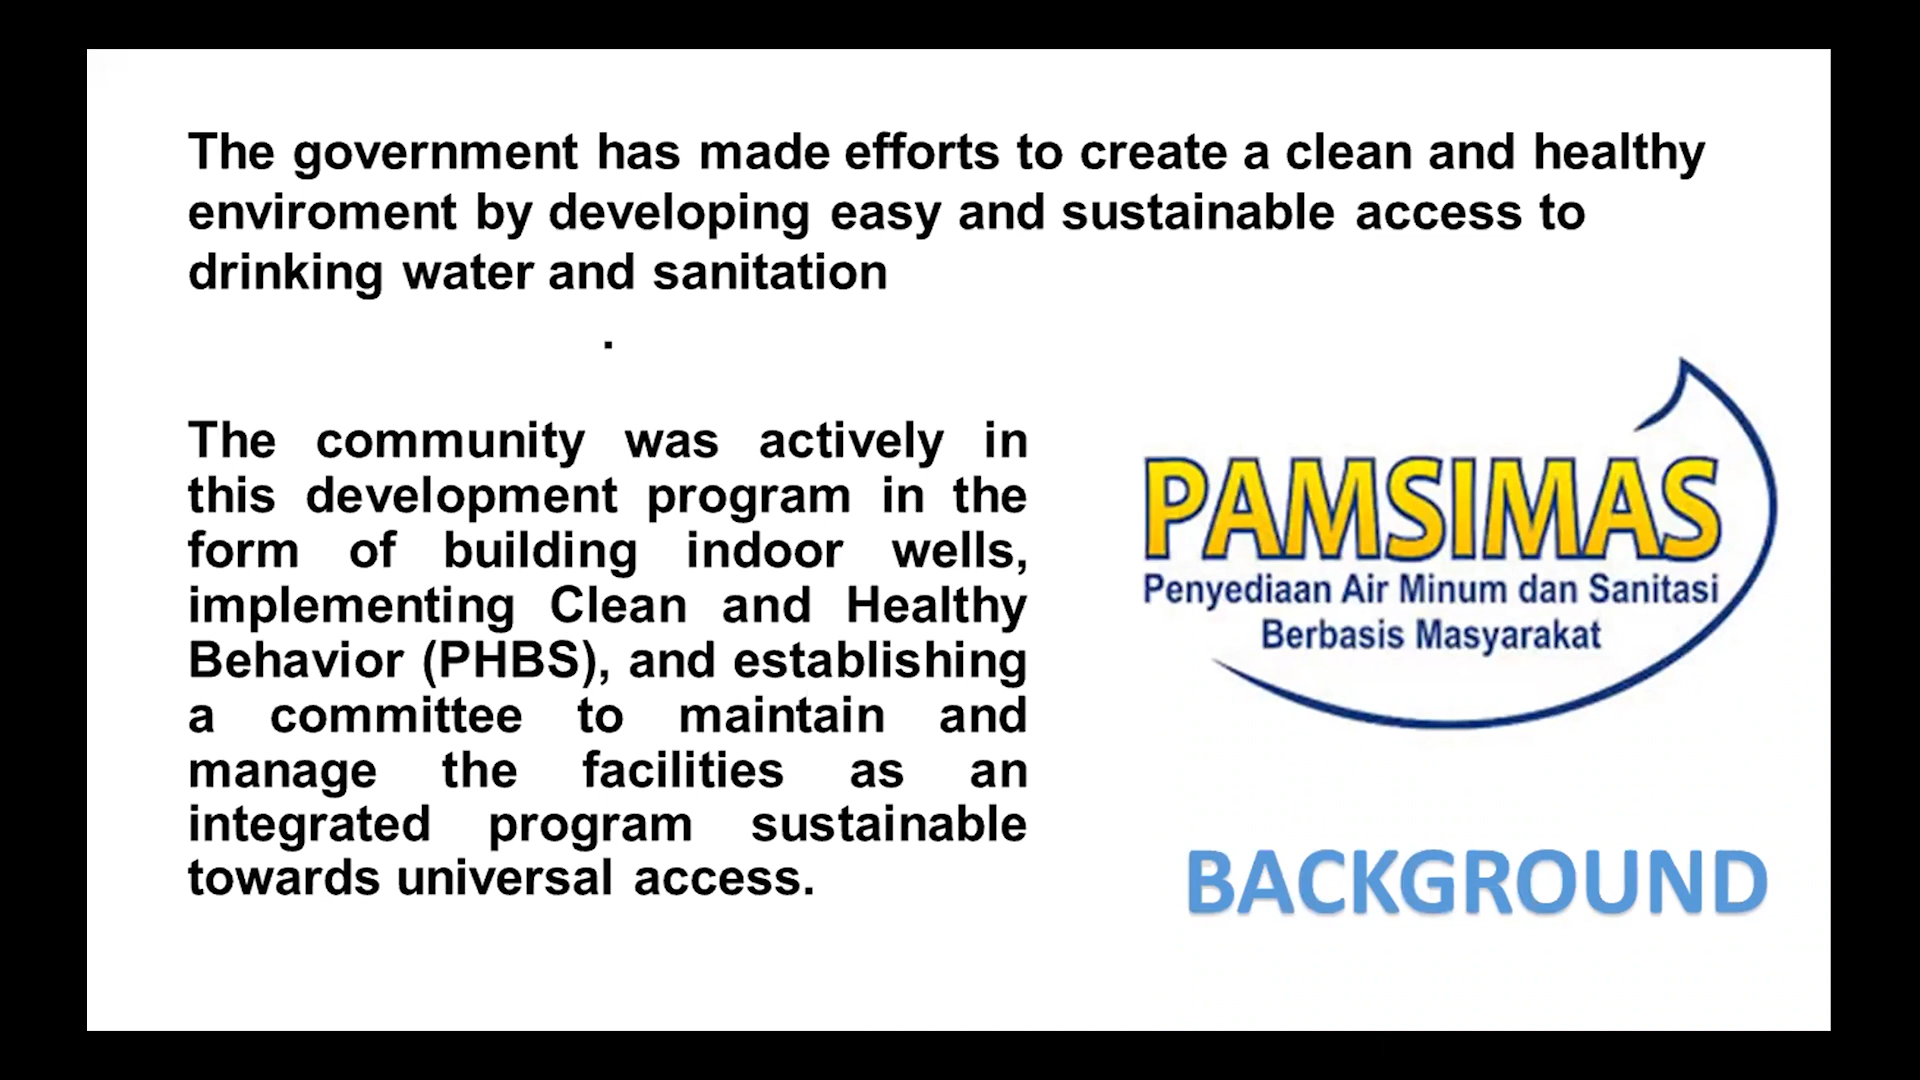 The government has made efforts to create a clean and healthy
enviroment by developing easy and sustainable access to
drinking water and sanitation
.
The community was actively in
this development program in the
form of building indoor wells,
implementing Clean and Healthy
Behavior (PHBS), and establishing
a committee to maintain and
manage the facilities as an
integrated program sustainable
towards universal access.
PAMSIMAS
Penyediaan Air Minum dan Sanitasi
Berbasis Masyarakat
BACKGROUND